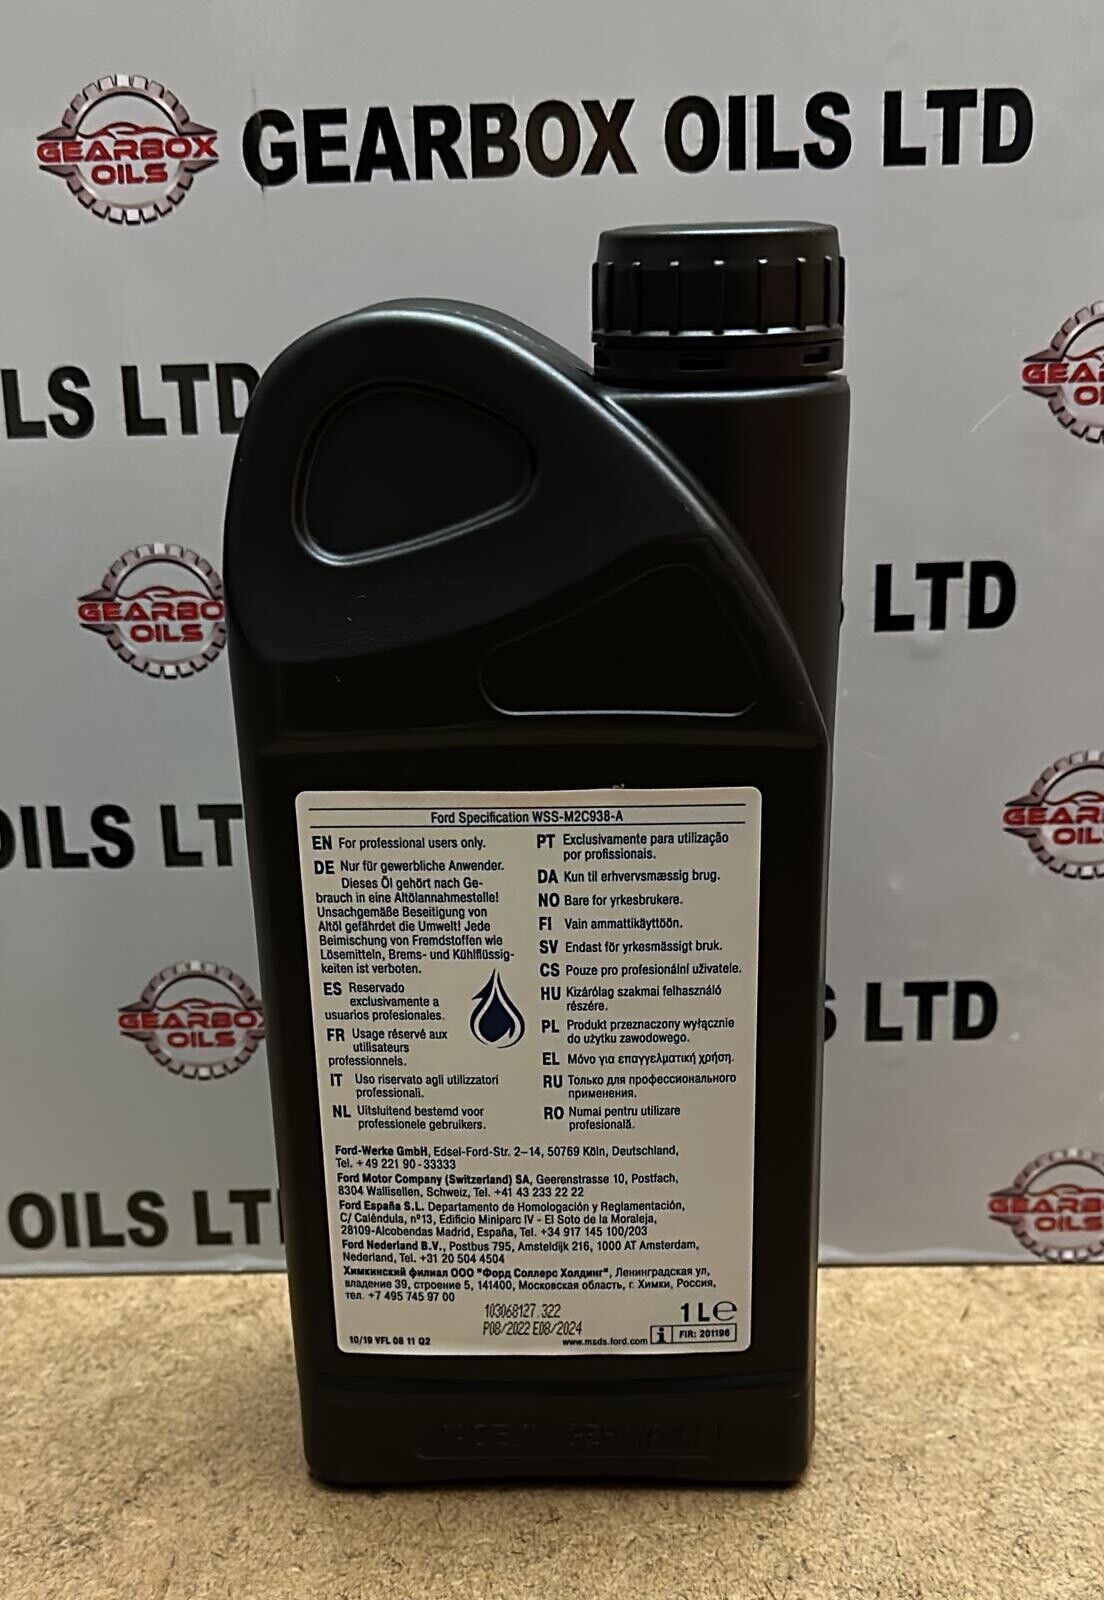 GEARBOX
OILS
GEARBOX OILS LTD
LS LTD
GEAR
GEARBO
OILS
LTD
OILS LT
GEARBOX
OILS
LTD
OILS LT
Ford Specification WSS-M2C938-A
EN For professional users only.
DE Nur für gewerbliche Anwender.
Dieses Öl gehört nach Ge-
brauch in eine Altölannahmestelle!
Unsachgemäße Beseitigung von
Altöl gefährdet die Umwelt! Jede
Beimischung von Fremdstoffen wie
Lösemitteln, Brems- und Kühlflüssig-
keiten ist verboten.
ES Reservado
exclusivamente a
usuarios profesionales.
FR Usage réservé aux
utilisateurs
professionnels.
IT Uso riservato agli utilizzatori
professionali.
NL Uitsluitend bestemd voor
professionele gebruikers.
PT Exclusivamente para utilização
por profissionais.
DA Kun til erhvervsmæssig brug.
NO Bare for yrkesbrukere.
FI Vain ammattikäyttöön.
SV Endast för yrkesmässigt bruk.
CS Pouze pro profesionální uživatele.
HU Kizárólag szakmai felhasználó
részére.
PL Produkt przeznaczony wyłącznie
do użytku zawodowego.
EL Μόνο για επαγγελματική χρήση.
RU Только для профессионального
применения.
RO Numai pentru utilizare
profesională.
Ford-Werke GmbH, Edsel-Ford-Str. 2–14, 50769 Köln, Deutschland,
Tel. + 49 221 90-33333
Ford Motor Company (Switzerland) SA, Geerenstrasse 10, Postfach,
8304 Wallisellen, Schweiz, Tel. +41 43 233 22 22
Ford España S.L. Departamento de Homologación y Reglamentación,
C/ Caléndula, nº13, Edificio Miniparc IV - El Soto de la Moraleja,
28109-Alcobendas Madrid, España, Tel. +34 917 145 100/203
Ford Nederland B.V., Postbus 795, Amsteldijk 216, 1000 AT Amsterdam,
Nederland, Tel. +31 20 504 4504
Химкинский филиал ООО "Форд Соллерс Холдинг", Ленинградская ул,
владение 39, строение 5, 141400, Московская область, г. Химки, Россия,
тел. +7 495 745 97 00
103068127 322
P08/2022 E08/2024
1 L e
10/19 VFL 08 11 Q2
www.msds.ford.com
i FIR: 201196